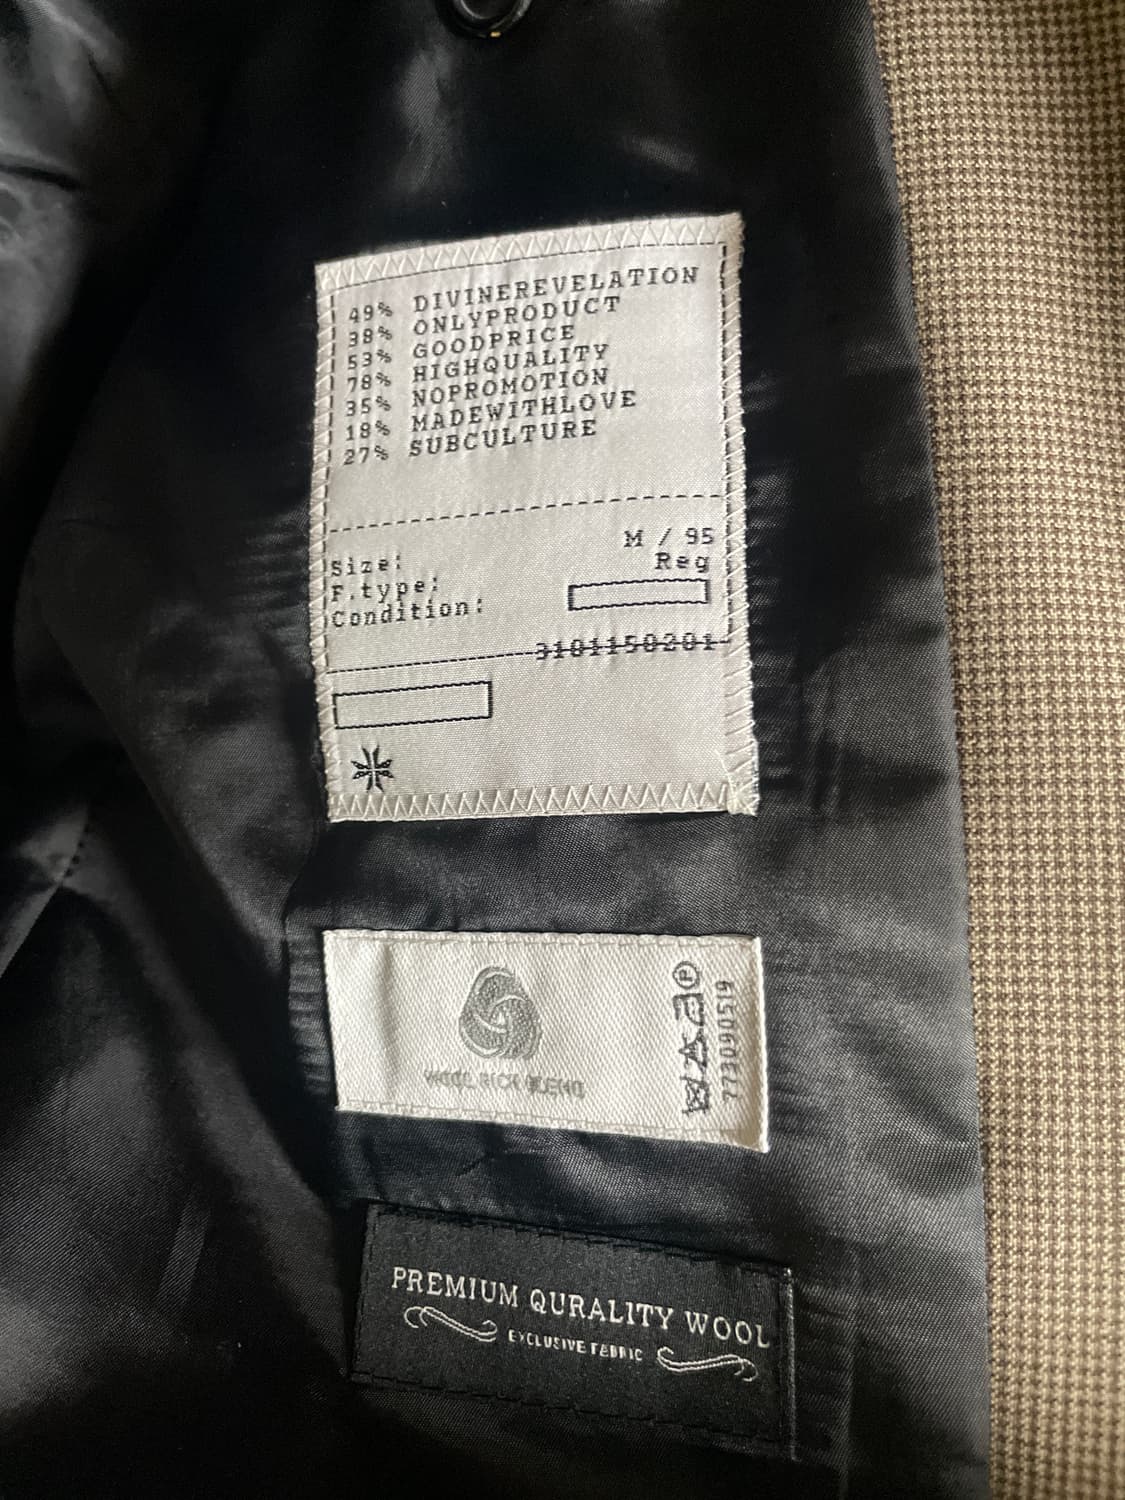 49% DIVINEREVELATION
38% ONLYPRODUCT
53% GOODPRICE
78% HIGHQUALITY
35% NOPROMOTION
18% MADEWITHLOVE
27% SUBCULTURE
Size: M / 95
F.type: Reg
Condition:
3101150201
WOOL RICH BLEND
P
773090519
PREMIUM QURALITY WOOL
EXCLUSIVE FABRIC